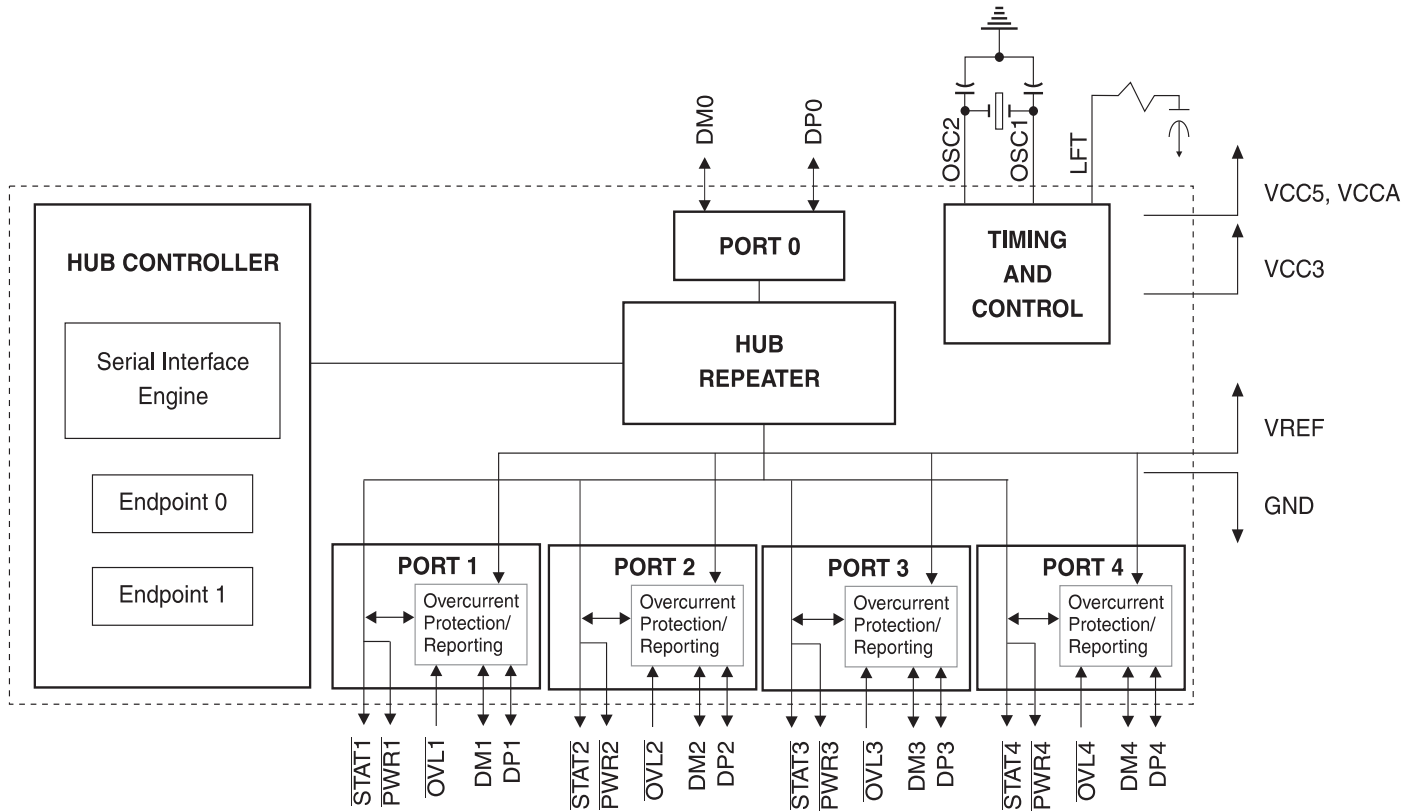 DM0
DP0
OSC2
OSC1
LFT
VCC5, VCCA
VCC3
HUB CONTROLLER
Serial Interface
Engine
Endpoint 0
Endpoint 1
PORT 0
HUB
REPEATER
TIMING
AND
CONTROL
VREF
GND
PORT 1
Overcurrent
Protection/
Reporting
PORT 2
Overcurrent
Protection/
Reporting
PORT 3
Overcurrent
Protection/
Reporting
PORT 4
Overcurrent
Protection/
Reporting
STAT1
PWR1
OVL1
DM1
DP1
STAT2
PWR2
OVL2
DM2
DP2
STAT3
PWR3
OVL3
DM3
DP3
STAT4
PWR4
OVL4
DM4
DP4